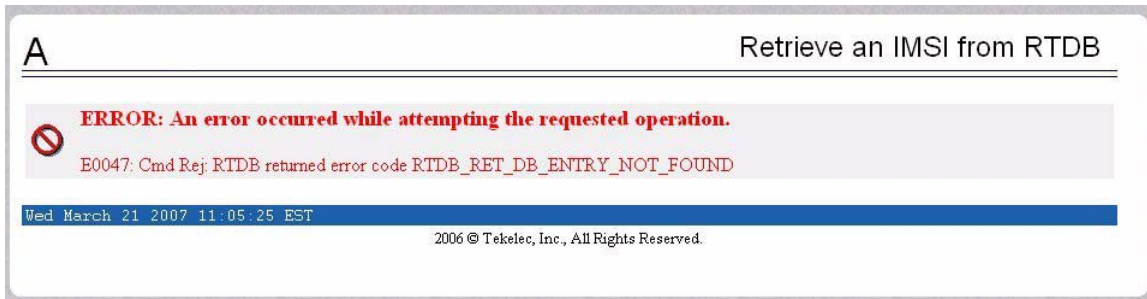 A
Retrieve an IMSI from RTDB
ERROR: An error occurred while attempting the requested operation.
E0047: Cmd Rej: RTDB returned error code RTDB_RET_DB_ENTRY_NOT_FOUND
Wed March 21 2007 11:05:25 EST
2006 © Tekelec, Inc., All Rights Reserved.